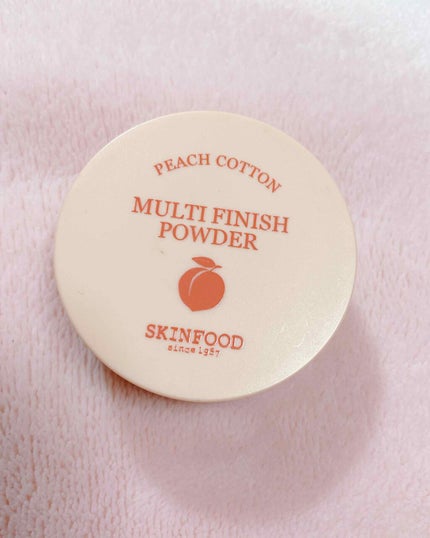 PEACH COTTON
MULTI FINISH
POWDER
SKINFOOD
since 1957